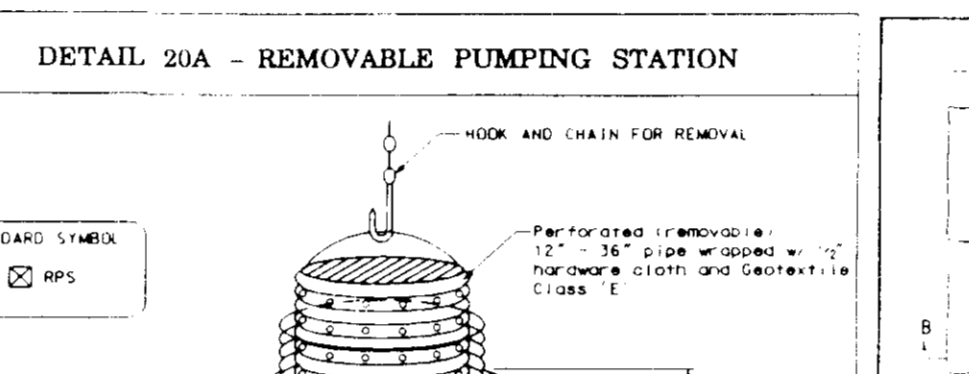 DETAIL 20A - REMOVABLE PUMPING STATION
HOOK AND CHAIN FOR REMOVAL
DARD SYMBOL
RPS
Perforated (removable)
12" - 36" pipe wrapped w/ 1/2"
hardware cloth and Geotextile
Class 'E'
B